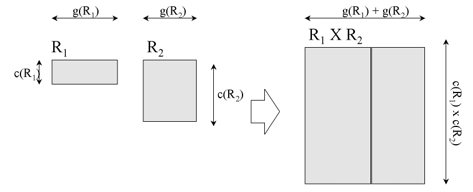 g(R₁)
g(R₂)
g(R₁) + g(R₂)
R₁
R₂
R₁ X R₂
c(R₁)
c(R₂)
c(R₁) x c(R₂)